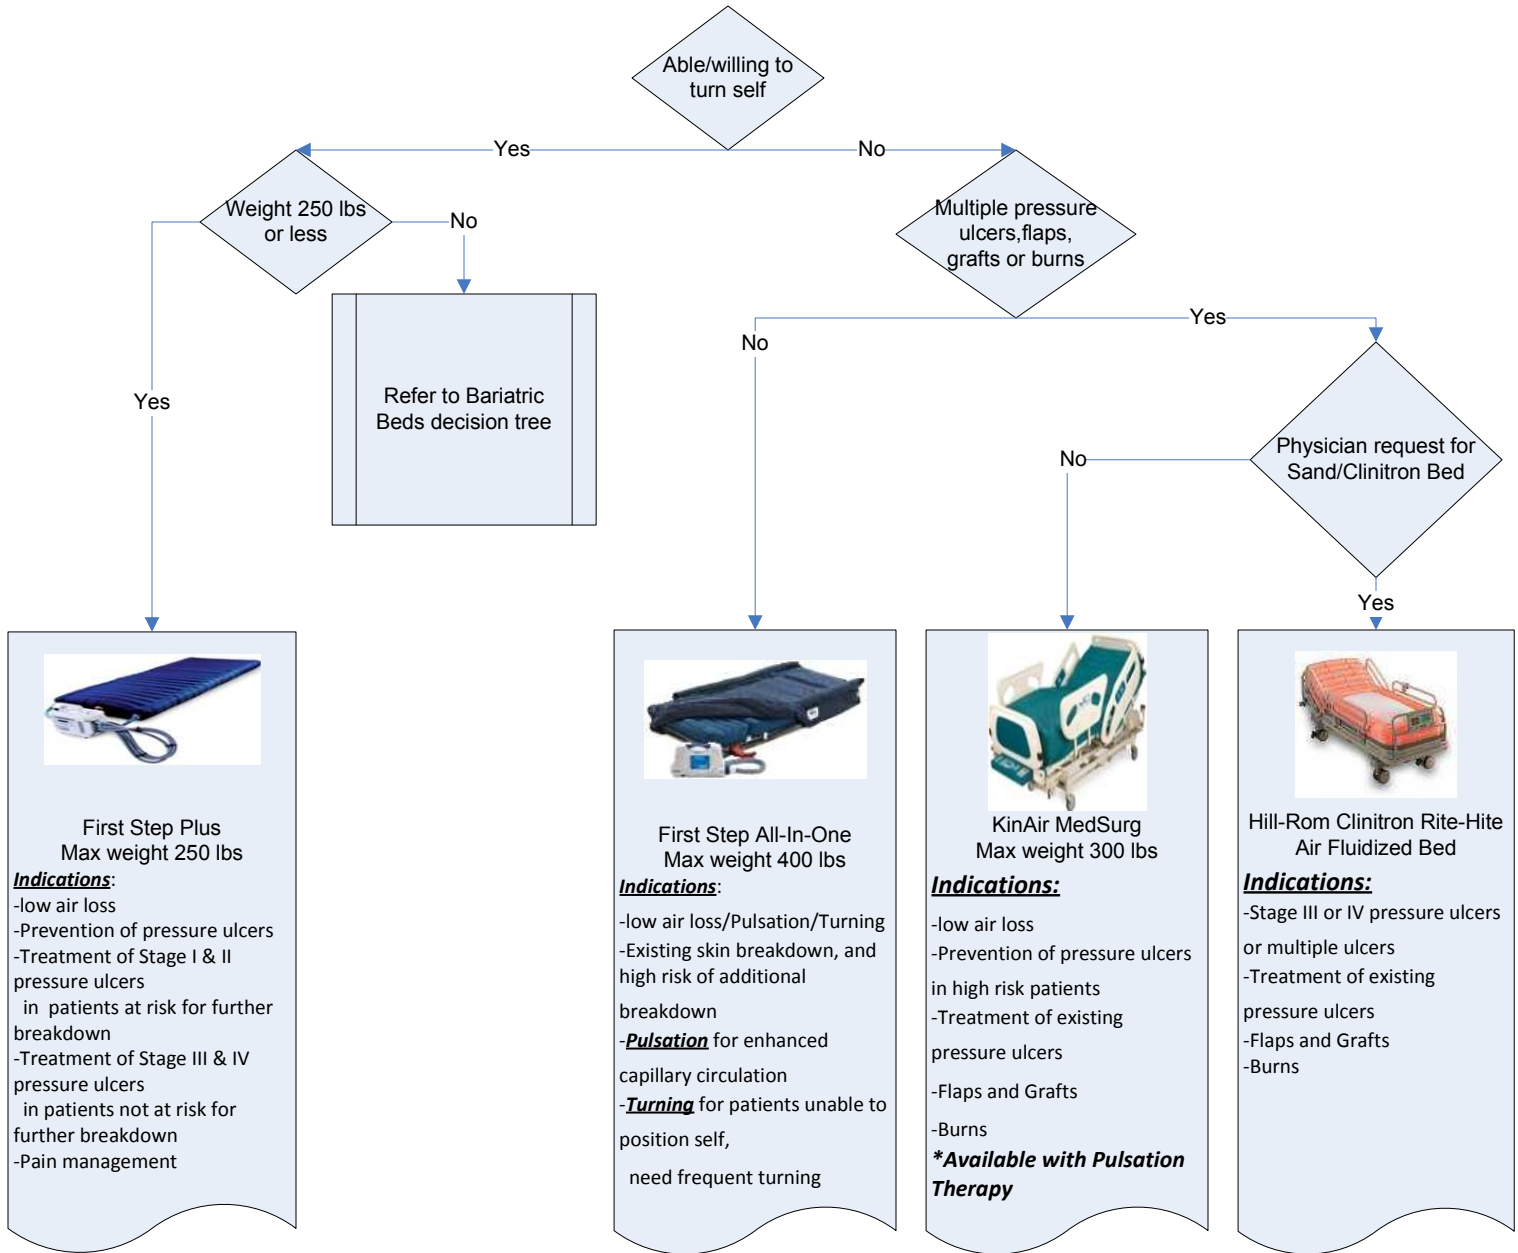 Able/willing to
turn self
Yes
No
Weight 250 lbs
or less
No
Yes
Refer to Bariatric
Beds decision tree
Multiple pressure
ulcers,flaps,
grafts or burns
No
Yes
Physician request for
Sand/Clinitron Bed
No
Yes
First Step Plus
Max weight 250 lbs
Indications:
-low air loss
-Prevention of pressure ulcers
-Treatment of Stage I & II
pressure ulcers
in patients at risk for further
breakdown
-Treatment of Stage III & IV
pressure ulcers
in patients not at risk for
further breakdown
-Pain management
First Step All-In-One
Max weight 400 lbs
Indications:
-low air loss/Pulsation/Turning
-Existing skin breakdown, and
high risk of additional
breakdown
-Pulsation for enhanced
capillary circulation
-Turning for patients unable to
position self,
need frequent turning
KinAir MedSurg
Max weight 300 lbs
Indications:
-low air loss
-Prevention of pressure ulcers
in high risk patients
-Treatment of existing
pressure ulcers
-Flaps and Grafts
-Burns
*Available with Pulsation
Therapy
Hill-Rom Clinitron Rite-Hite
Air Fluidized Bed
Indications:
-Stage III or IV pressure ulcers
or multiple ulcers
-Treatment of existing
pressure ulcers
-Flaps and Grafts
-Burns